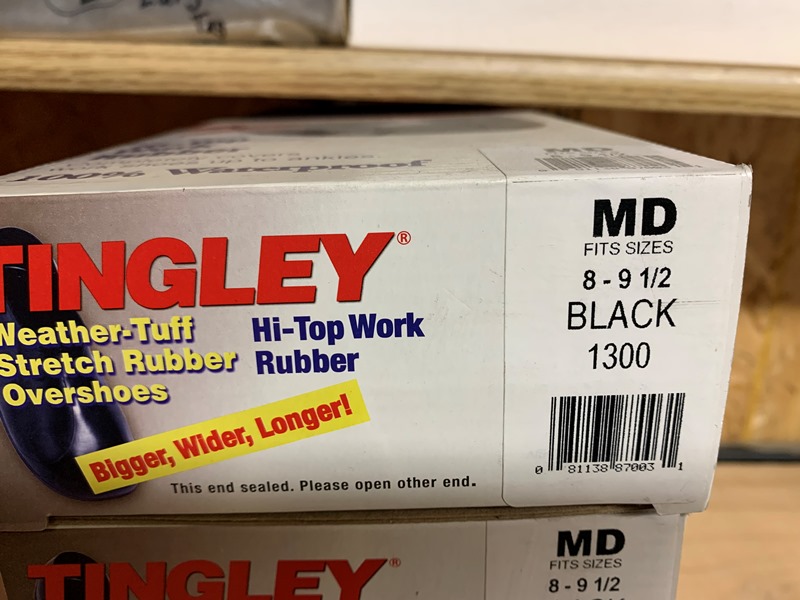 100% Waterproof
MD
TINGLEY®
Weather-Tuff
Stretch Rubber
Overshoes
Hi-Top Work
Rubber
Bigger, Wider, Longer!
This end sealed. Please open other end.
MD
FITS SIZES
8 - 9 1/2
BLACK
1300
0 81138 87003 1
TINGLEY®
MD
FITS SIZES
8 - 9 1/2